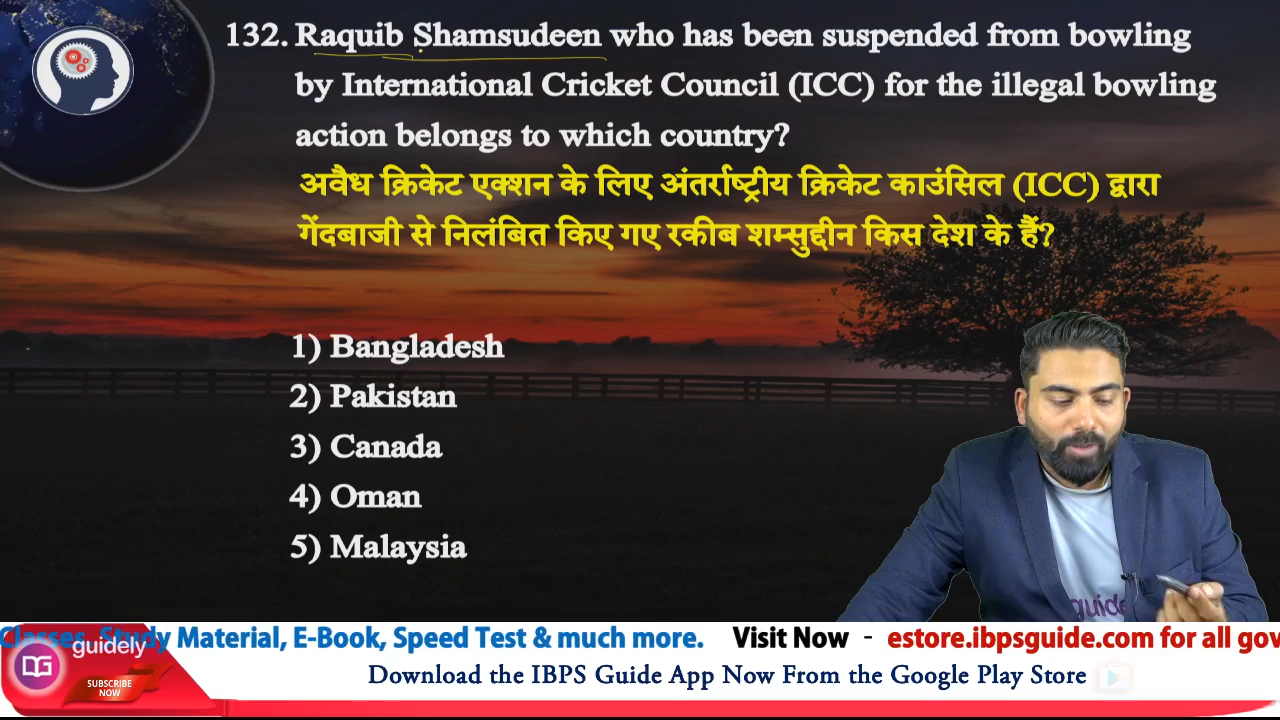 132. Raquib Shamsudeen who has been suspended from bowling
by International Cricket Council (ICC) for the illegal bowling
action belongs to which country?
अवैध क्रिकेट एक्शन के लिए अंतर्राष्ट्रीय क्रिकेट काउंसिल (ICC) द्वारा
गेंदबाजी से निलंबित किए गए रकीब शम्सुद्दीन किस देश के हैं?
1) Bangladesh
2) Pakistan
3) Canada
4) Oman
5) Malaysia
guide
Classes, Study Material, E-Book, Speed Test & much more. Visit Now - estore.ibpsguide.com for all gov
guidely
SUBSCRIBE
NOW
Download the IBPS Guide App Now From the Google Play Store